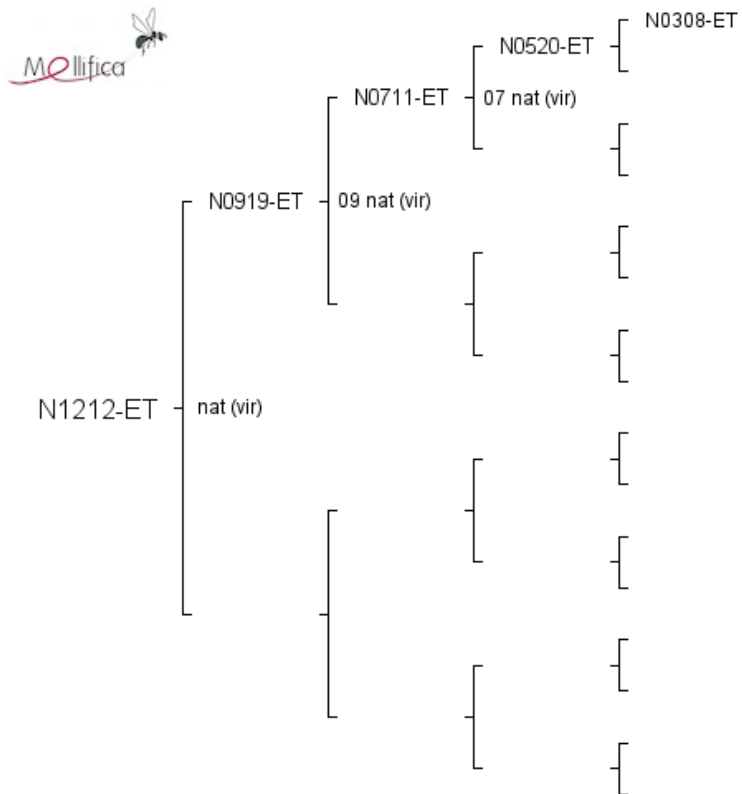 Mellifica
N0308-ET
N0520-ET
N0711-ET
07 nat (vir)
N0919-ET
09 nat (vir)
N1212-ET
nat (vir)